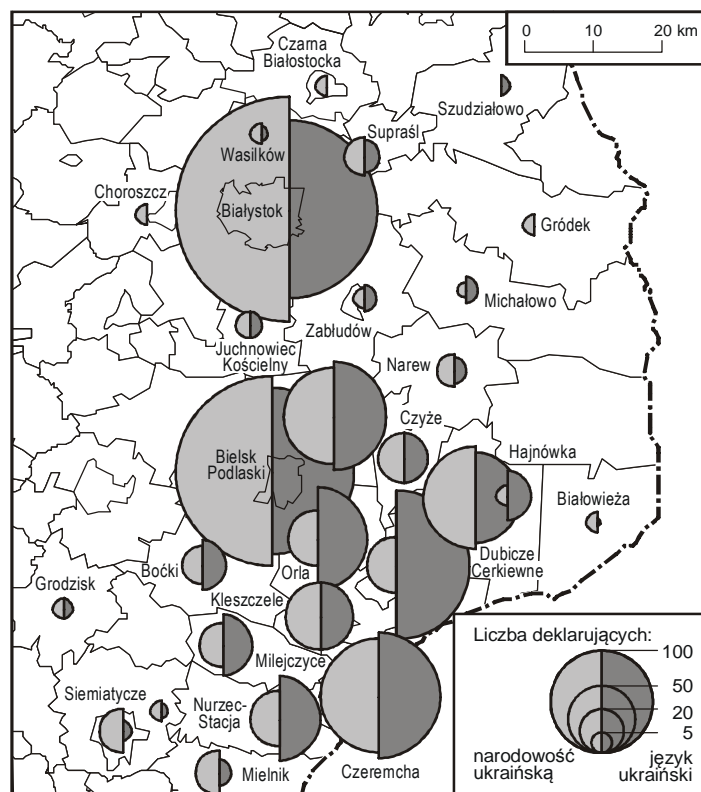 0 10 20 km
Czarna
Białostocka
Szudziałowo
Supraśl
Wasilków
Choroszcz
Białystok
Gródek
Michałowo
Zabłudów
Juchnowiec
Kościelny
Narew
Czyże
Hajnówka
Bielsk
Podlaski
Białowieża
Boćki
Orla
Dubicze
Cerkiewne
Grodzisk
Kleszczele
Milejczyce
Siemiatycze
Nurzec-
Stacja
Mielnik
Czeremcha
Liczba deklarujących:
100
50
20
5
narodowość
ukraińską
język
ukraiński